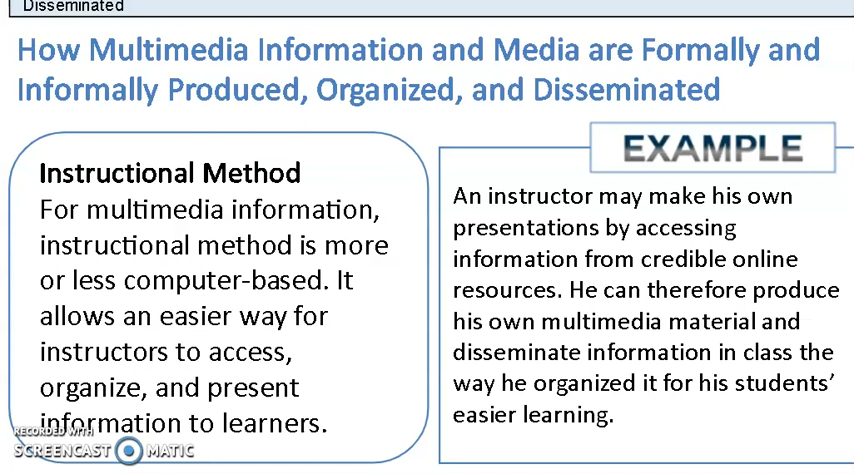 Disseminated
How Multimedia Information and Media are Formally and
Informally Produced, Organized, and Disseminated
Instructional Method
For multimedia information,
instructional method is more
or less computer-based. It
allows an easier way for
instructors to access,
organize, and present
information to learners.
EXAMPLE
An instructor may make his own
presentations by accessing
information from credible online
resources. He can therefore produce
his own multimedia material and
disseminate information in class the
way he organized it for his students’
easier learning.
RECORDED WITH
SCREENCAST MATIC